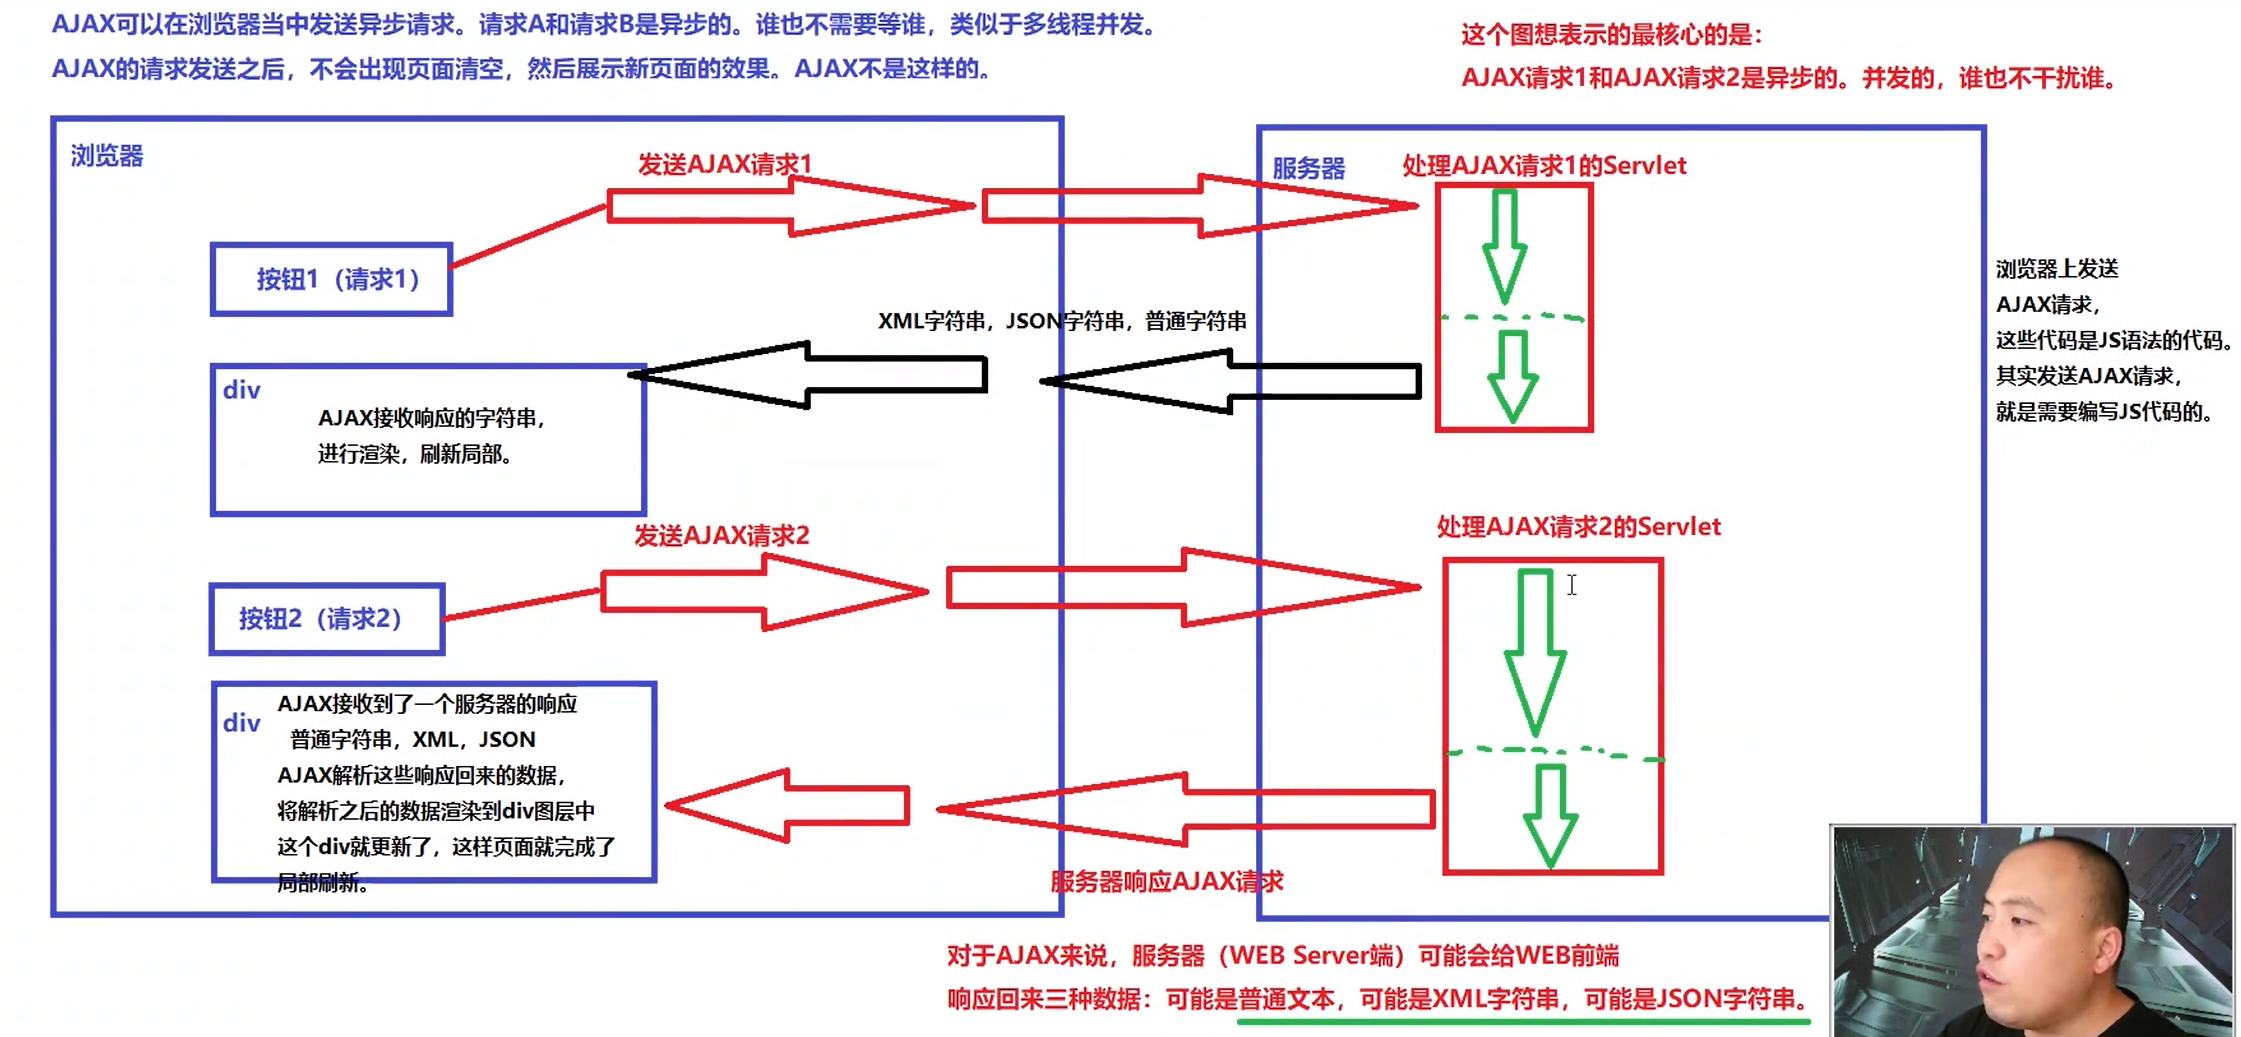 AJAX可以在浏览器当中发送异步请求。请求A和请求B是异步的。谁也不需要等谁，类似于多线程并发。
AJAX的请求发送之后，不会出现页面清空，然后展示新页面的效果。AJAX不是这样的。
这个图想表示的最核心的是：
AJAX请求1和AJAX请求2是异步的。并发的，谁也不干扰谁。
浏览器
发送AJAX请求1
服务器
处理AJAX请求1的Servlet
按钮1（请求1）
XML字符串，JSON字符串，普通字符串
浏览器上发送
AJAX请求，
这些代码是JS语法的代码。
其实发送AJAX请求，
就是需要编写JS代码的。
div
AJAX接收响应的字符串，
进行渲染，刷新局部。
发送AJAX请求2
处理AJAX请求2的Servlet
按钮2（请求2）
div
AJAX接收到了一个服务器的响应
普通字符串，XML，JSON
AJAX解析这些响应回来的数据，
将解析之后的数据渲染到div图层中
这个div就更新了，这样页面就完成了
局部刷新。
服务器响应AJAX请求
对于AJAX来说，服务器（WEB Server端）可能会给WEB前端
响应回来三种数据：可能是普通文本，可能是XML字符串，可能是JSON字符串。